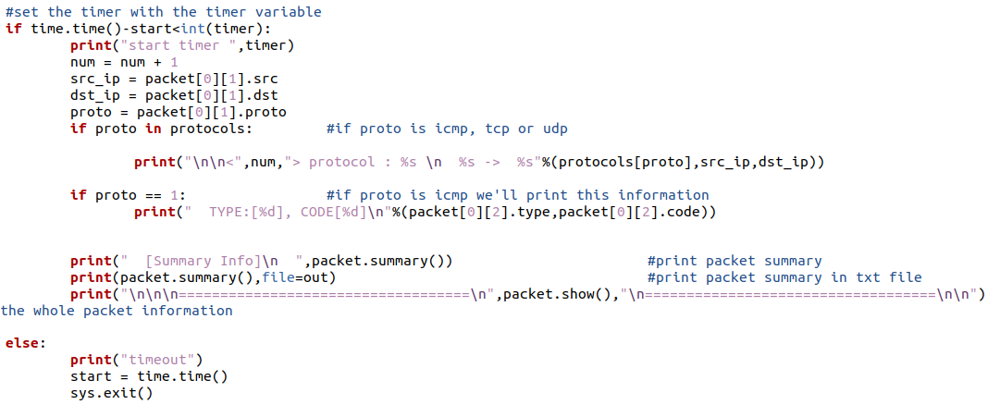 #set the timer with the timer variable
if time.time()-start<int(timer):
print("start timer ",timer)
num = num + 1
src_ip = packet[0][1].src
dst_ip = packet[0][1].dst
proto = packet[0][1].proto
if proto in protocols: #if proto is icmp, tcp or udp
print("\n\n<",num,"> protocol : %s \n  %s ->  %s"%(protocols[proto],src_ip,dst_ip))
if proto == 1: #if proto is icmp we'll print this information
print("  TYPE:[%d], CODE[%d]\n"%(packet[0][2].type,packet[0][2].code))
print("  [Summary Info]\n  ",packet.summary()) #print packet summary
print(packet.summary(),file=out) #print packet summary in txt file
print("\n\n\n===================================\n",packet.show(),"\n===================================\n\n")
the whole packet information
else:
print("timeout")
start = time.time()
sys.exit()